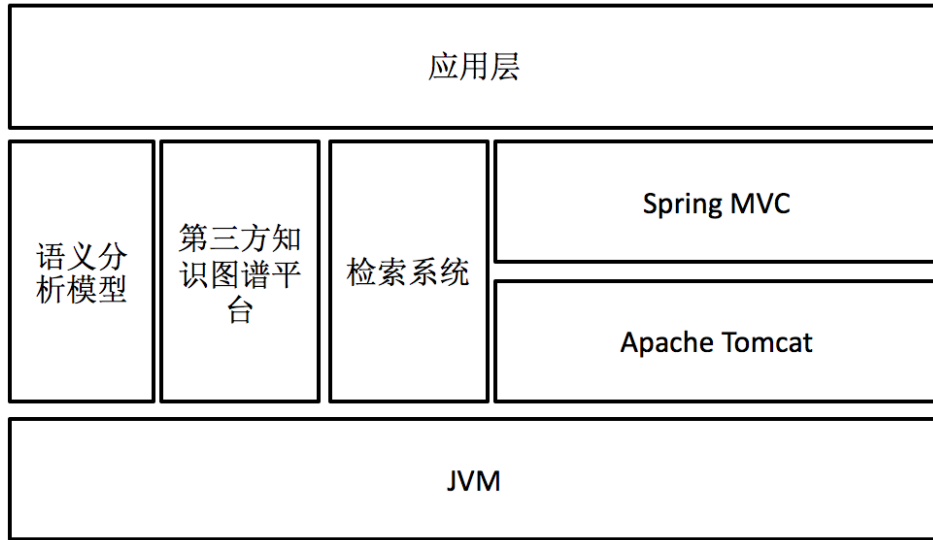 应用层
语义分
析模型
第三方知
识图谱平
台
检索系统
Spring MVC
Apache Tomcat
JVM